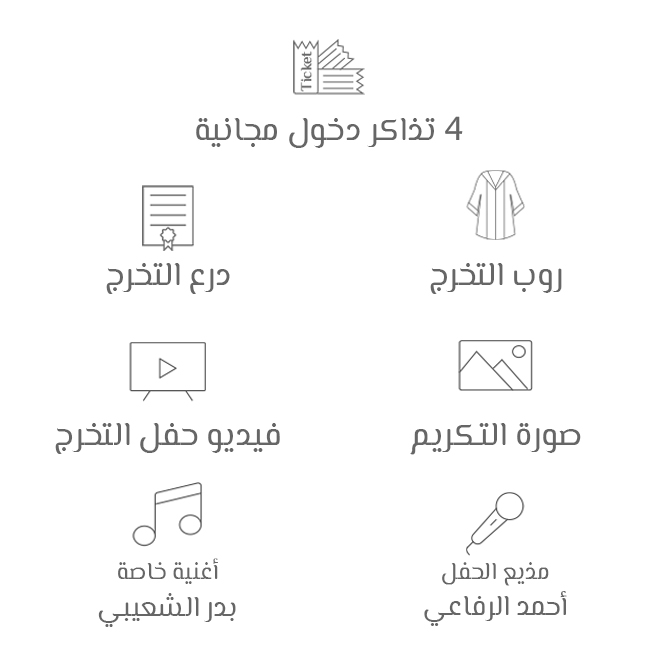 Ticket
4 تذاكر دخول مجانية
روب التخرج
درع التخرج
صورة التكريم
فيديو حفل التخرج
مذيع الحفل
أحمد الرفاعي
أغنية خاصة
بدر الشعيبي